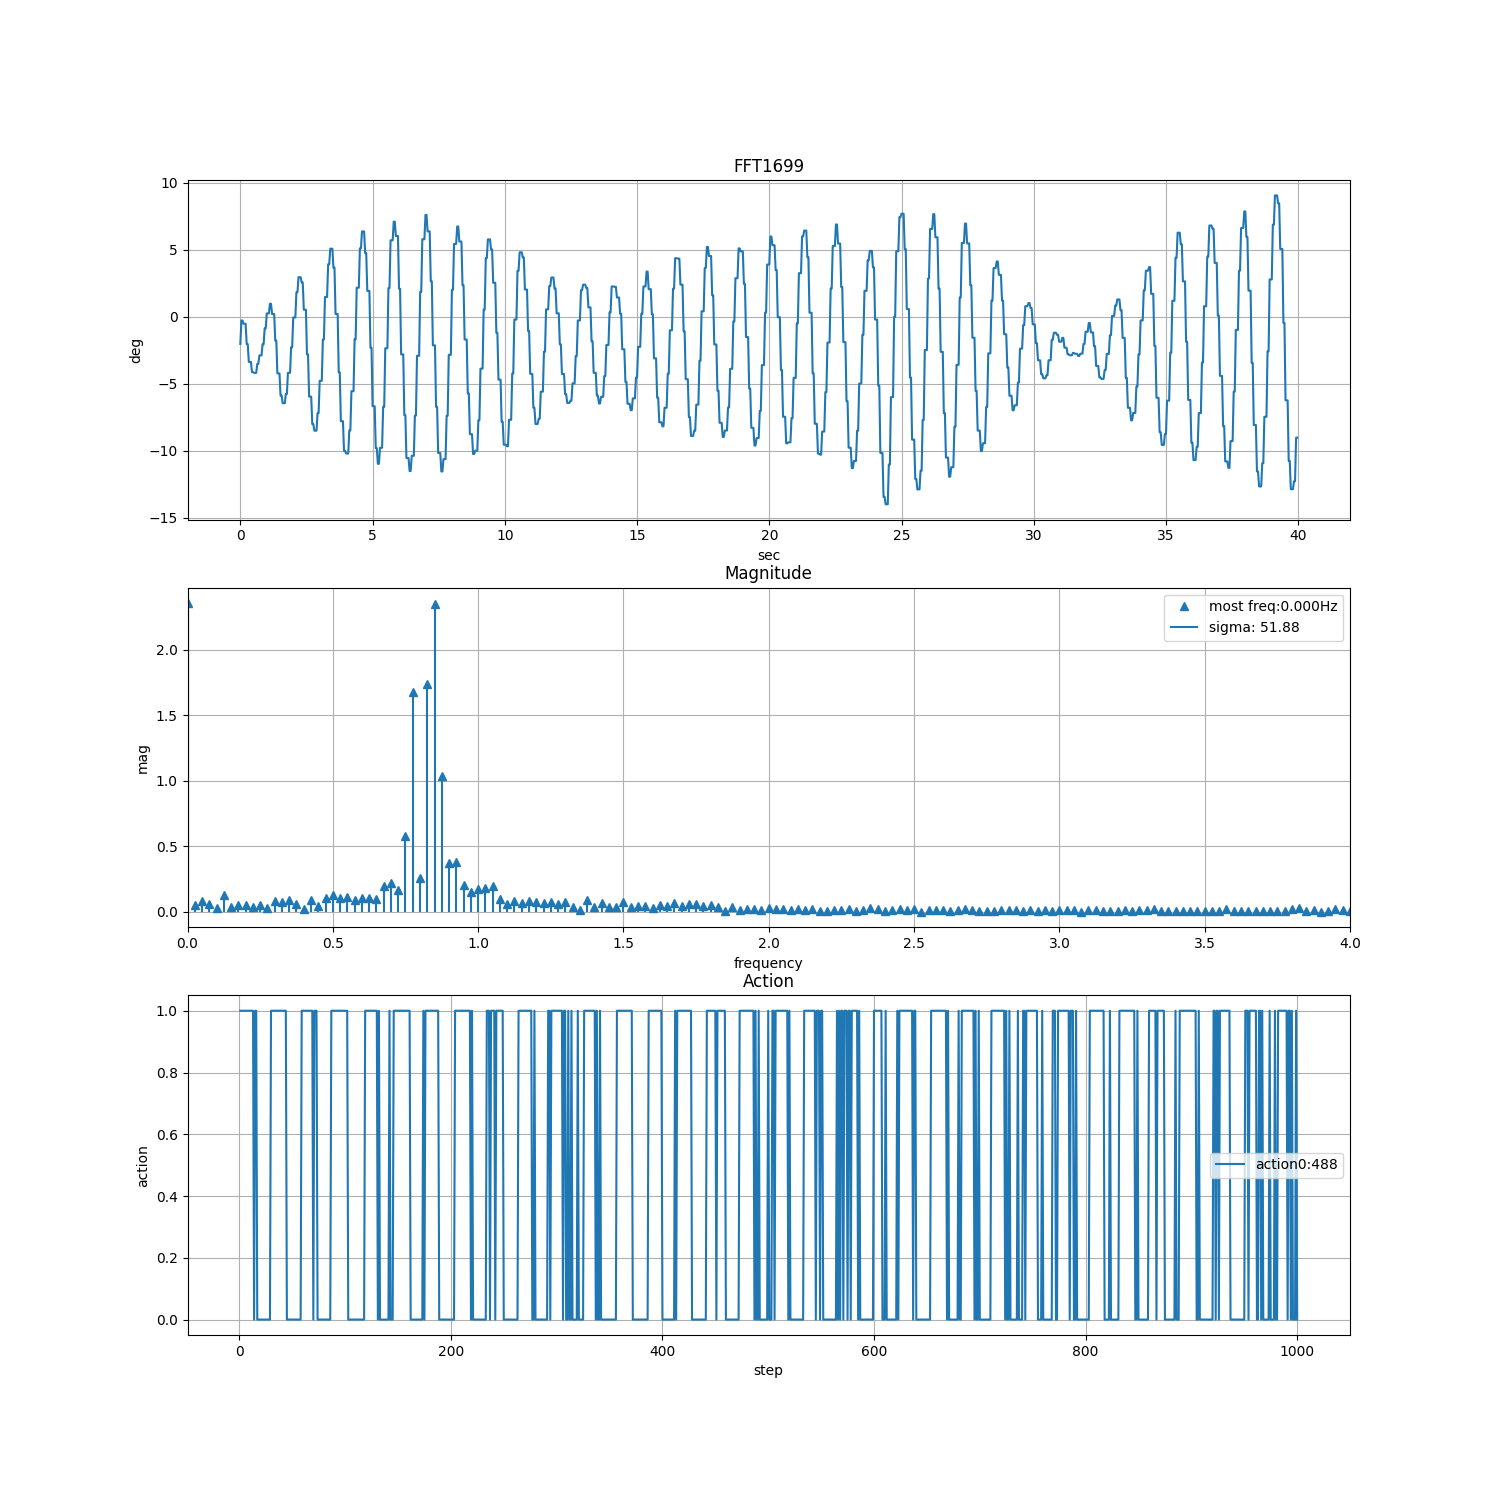 FFT1699
10
5
0
−5
−10
−15
deg
0 5 10 15 20 25 30 35 40
sec
Magnitude
most freq:0.000Hz
sigma: 51.88
2.0
1.5
1.0
0.5
0.0
mag
0.0 0.5 1.0 1.5 2.0 2.5 3.0 3.5 4.0
frequency
Action
1.0
0.8
0.6
0.4
0.2
0.0
action
action0:488
0 200 400 600 800 1000
step